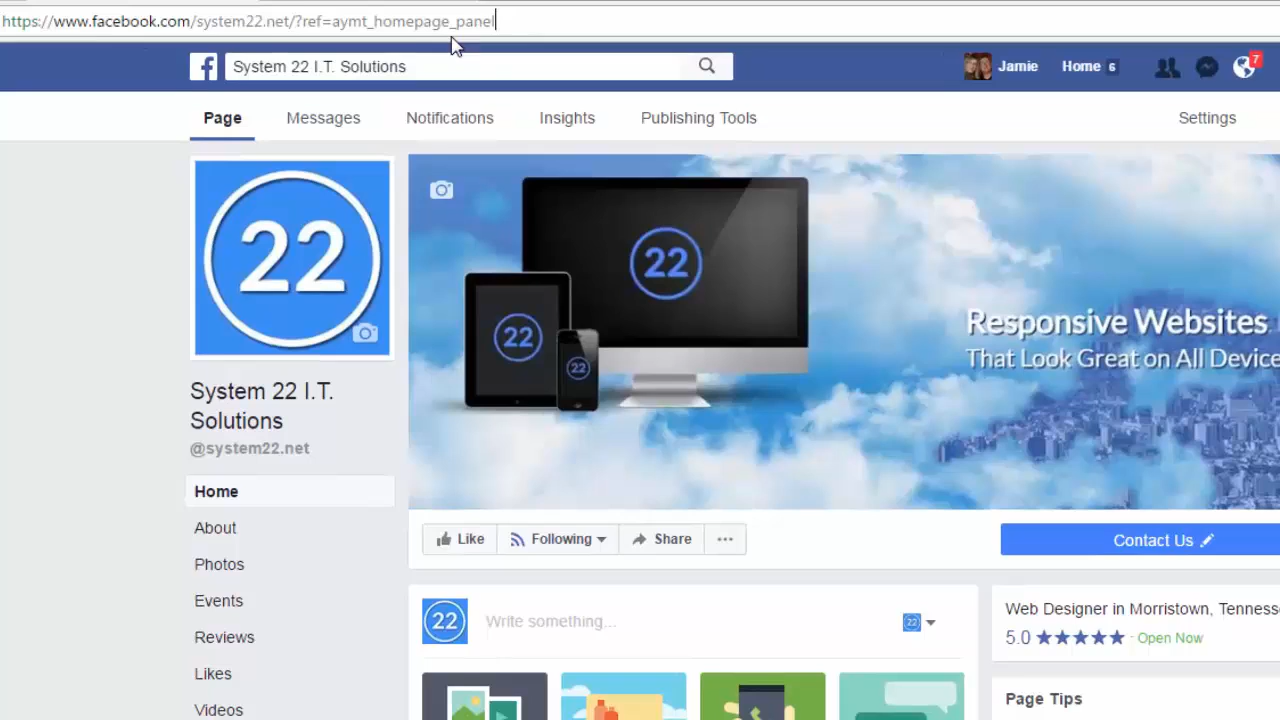 https://www.facebook.com/system22.net/?ref=aymt_homepage_panel
System 22 I.T. Solutions
Jamie
Home 6
7
Page
Messages
Notifications
Insights
Publishing Tools
Settings
22
22
22
22
Responsive Websites
That Look Great on All Device
System 22 I.T.
Solutions
@system22.net
Home
About
Photos
Events
Reviews
Likes
Videos
Like
Following
Share
Contact Us
22
Write something...
22
Web Designer in Morristown, Tenness
5.0
· Open Now
Page Tips